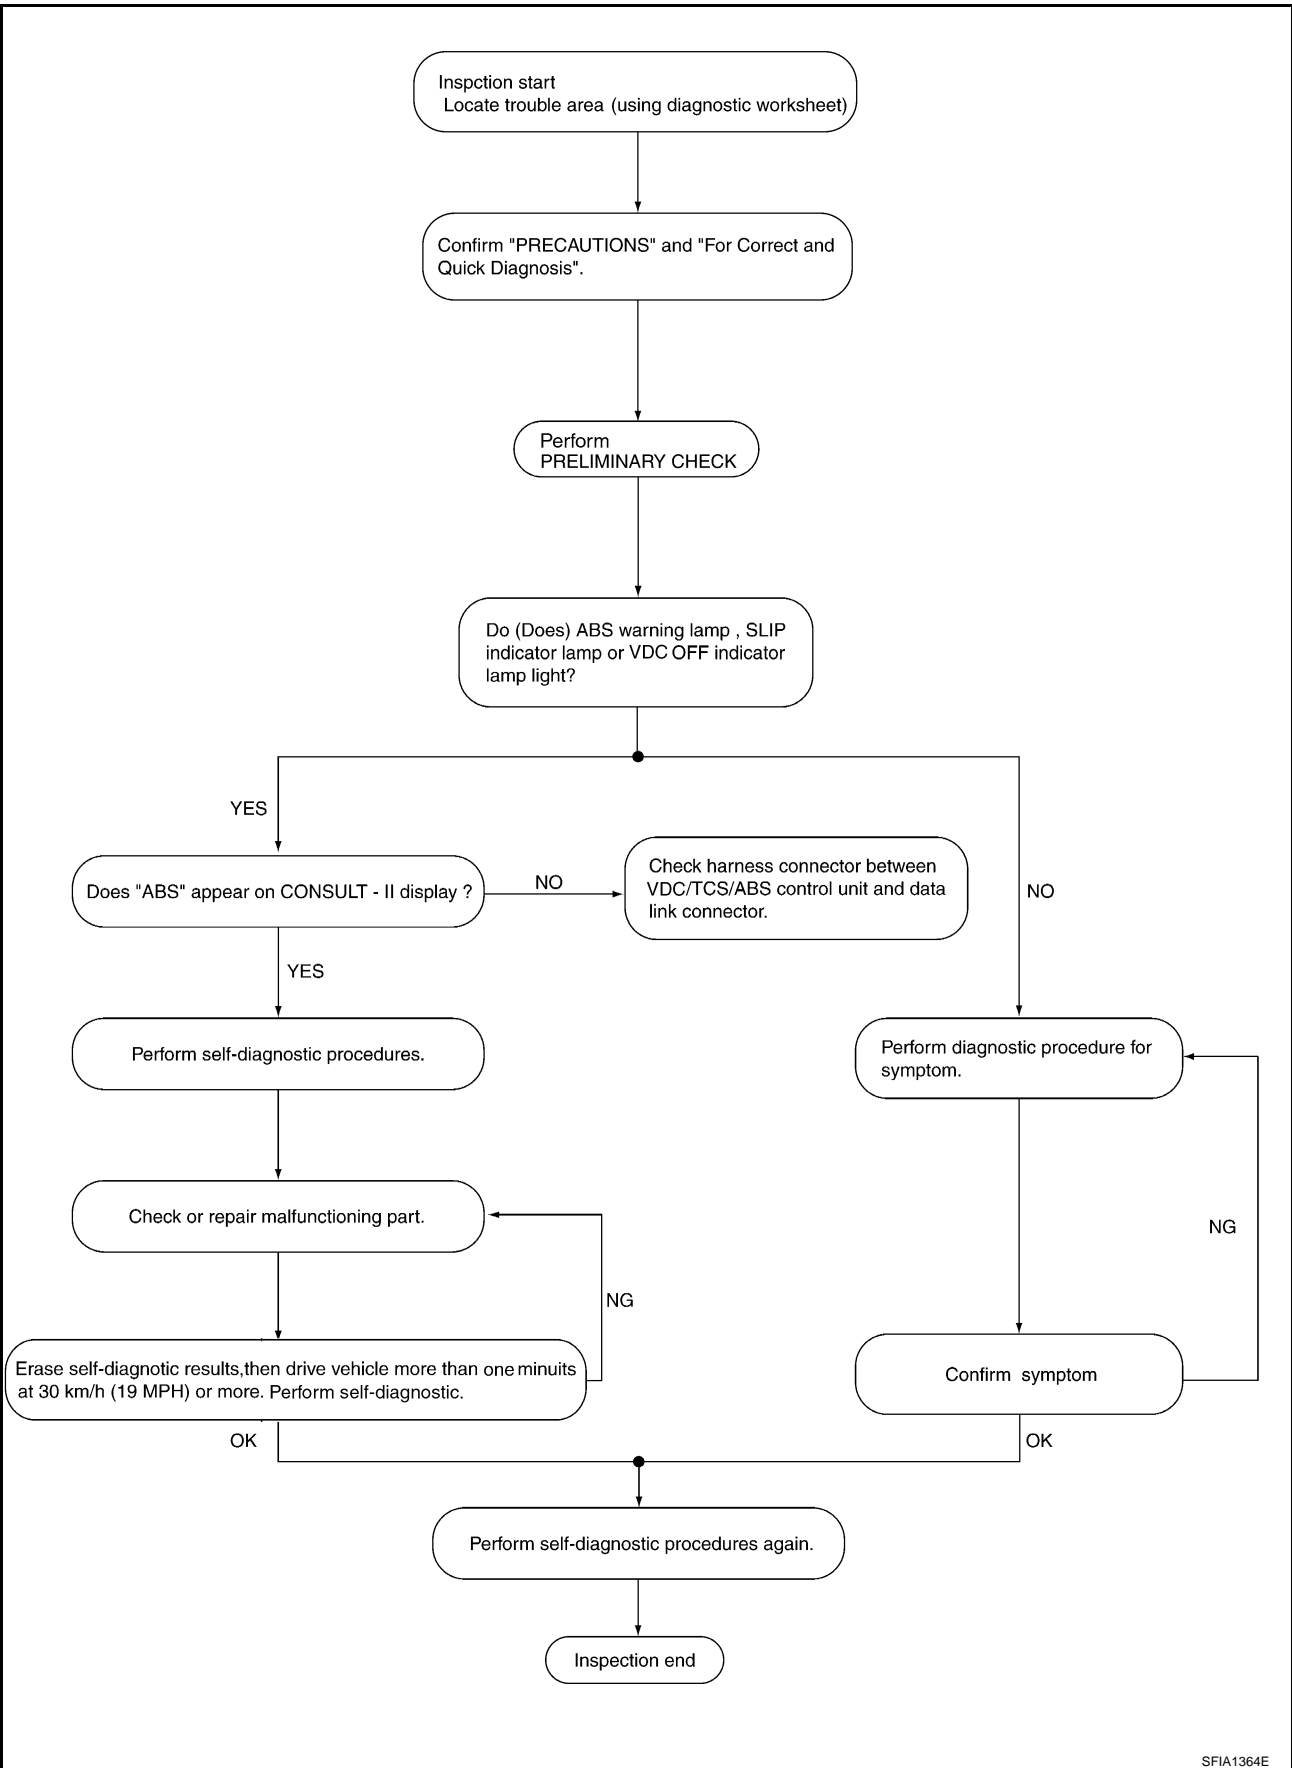 Inspction start
Locate trouble area (using diagnostic worksheet)
Confirm "PRECAUTIONS" and "For Correct and
Quick Diagnosis".
Perform
PRELIMINARY CHECK
Do (Does) ABS warning lamp , SLIP
indicator lamp or VDC OFF indicator
lamp light?
YES
NO
Does "ABS" appear on CONSULT - II display ?
NO
Check harness connector between
VDC/TCS/ABS control unit and data
link connector.
YES
Perform self-diagnostic procedures.
Perform diagnostic procedure for
symptom.
Check or repair malfunctioning part.
NG
NG
Erase self-diagnotic results,then drive vehicle more than one minuits
at 30 km/h (19 MPH) or more. Perform self-diagnostic.
Confirm symptom
OK
OK
Perform self-diagnostic procedures again.
Inspection end
SFIA1364E